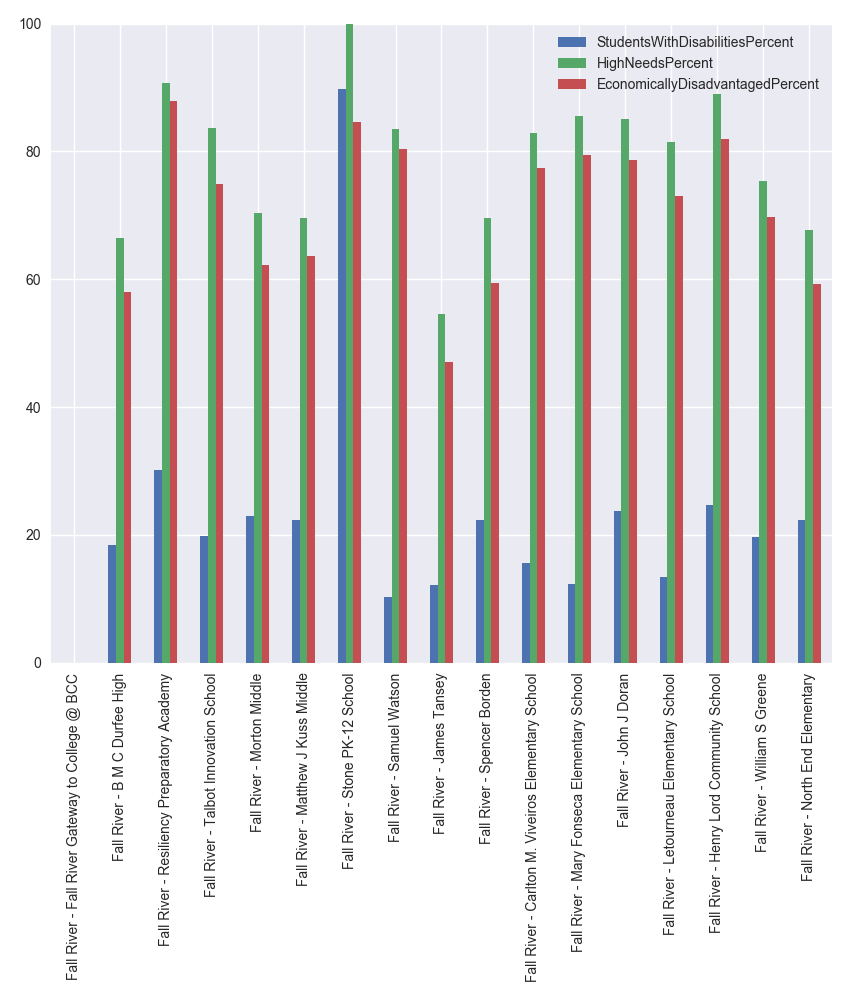 100
80
60
40
20
0
StudentsWithDisabilitiesPercent
HighNeedsPercent
EconomicallyDisadvantagedPercent
Fall River - Fall River Gateway to College @ BCC
Fall River - B M C Durfee High
Fall River - Resiliency Preparatory Academy
Fall River - Talbot Innovation School
Fall River - Morton Middle
Fall River - Matthew J Kuss Middle
Fall River - Stone PK-12 School
Fall River - Samuel Watson
Fall River - James Tansey
Fall River - Spencer Borden
Fall River - Carlton M. Viveiros Elementary School
Fall River - Mary Fonseca Elementary School
Fall River - John J Doran
Fall River - Letourneau Elementary School
Fall River - Henry Lord Community School
Fall River - William S Greene
Fall River - North End Elementary